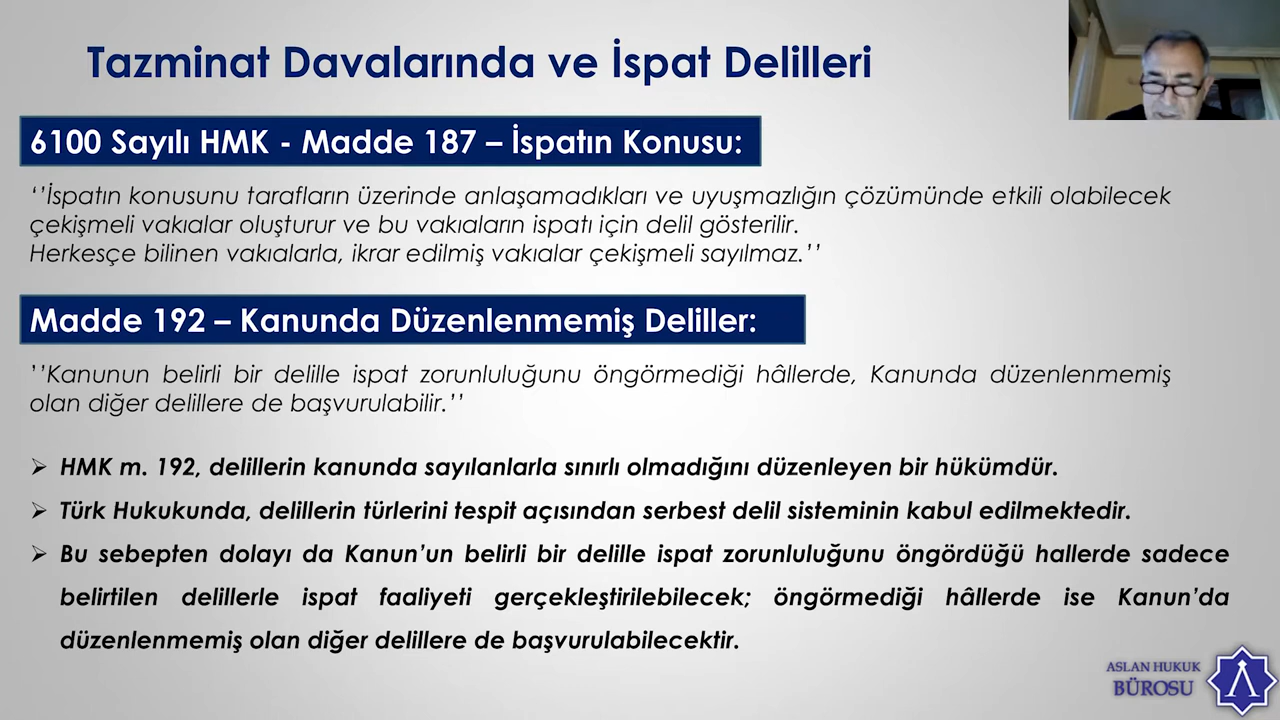 Tazminat Davalarında ve İspat Delilleri
6100 Sayılı HMK - Madde 187 – İspatın Konusu:
‘’İspatın konusunu tarafların üzerinde anlaşamadıkları ve uyuşmazlığın çözümünde etkili olabilecek
çekişmeli vakıalar oluşturur ve bu vakıaların ispatı için delil gösterilir.
Herkesçe bilinen vakıalarla, ikrar edilmiş vakıalar çekişmeli sayılmaz.’’
Madde 192 – Kanunda Düzenlenmemiş Deliller:
’’Kanunun belirli bir delille ispat zorunluluğunu öngörmediği hâllerde, Kanunda düzenlenmemiş
olan diğer delillere de başvurulabilir.’’
➢ HMK m. 192, delillerin kanunda sayılanlarla sınırlı olmadığını düzenleyen bir hükümdür.
➢ Türk Hukukunda, delillerin türlerini tespit açısından serbest delil sisteminin kabul edilmektedir.
➢ Bu sebepten dolayı da Kanun’un belirli bir delille ispat zorunluluğunu öngördüğü hallerde sadece
belirtilen delillerle ispat faaliyeti gerçekleştirilebilecek; öngörmediği hâllerde ise Kanun’da
düzenlenmemiş olan diğer delillere de başvurulabilecektir.
ASLAN HUKUK
BÜROSU